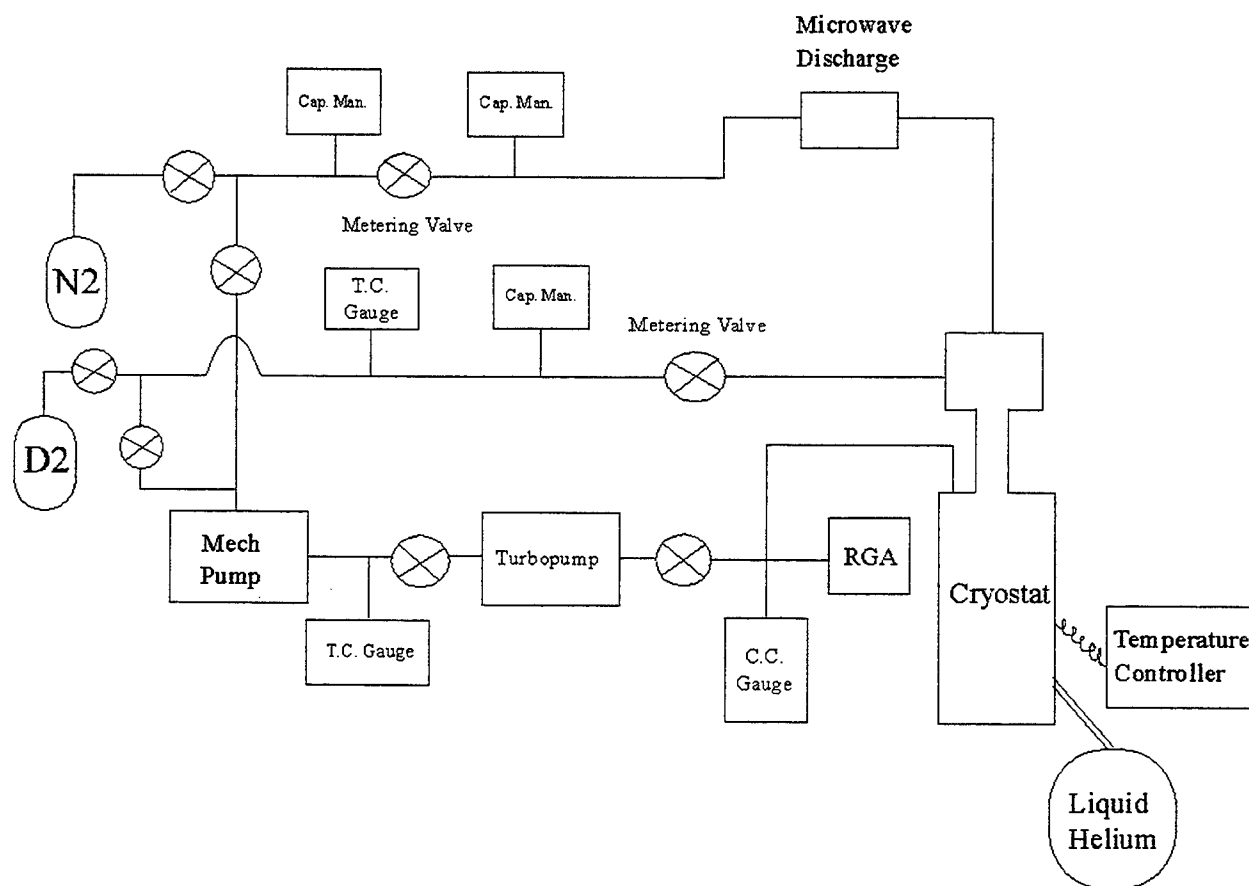 Microwave
Discharge
Cap. Man.
Cap. Man.
Metering Valve
N2
T.C.
Gauge
Cap. Man.
Metering Valve
D2
Mech
Pump
Turbopump
RGA
Cryostat
T.C. Gauge
C.C.
Gauge
Temperature
Controller
Liquid
Helium